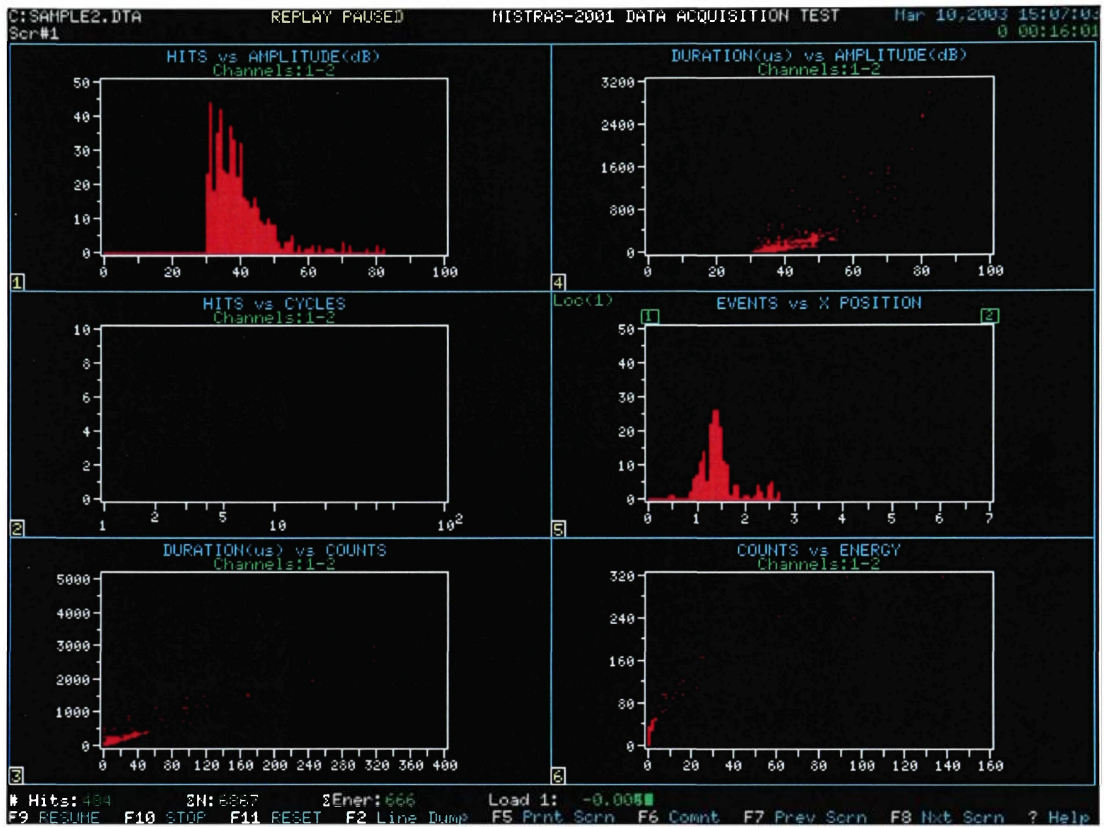 C:SAMPLE2.DTA REPLAY PAUSED MISTRAS-2001 DATA ACQUISITION TEST Mar 10,2003 15:07:03
Scr#1 0 00:16:01
HITS vs AMPLITUDE(dB)
Channels:1-2
50
40
30
20
10
0
0 20 40 60 80 100
1
DURATION(us) vs AMPLITUDE(dB)
Channels:1-2
3200
2400
1600
800
0
0 20 40 60 80 100
4
HITS vs CYCLES
Channels:1-2
10
8
6
4
2
0
1 2 5 10 10²
2
Loc(1) EVENTS vs X POSITION
1 2
50
40
30
20
10
0
0 1 2 3 4 5 6 7
5
DURATION(us) vs COUNTS
Channels:1-2
5000
4000
3000
2000
1000
0
0 40 80 120 160 200 240 280 320 360 400
3
COUNTS vs ENERGY
Channels:1-2
320
240
160
80
0
0 20 40 60 80 100 120 140 160
6
# Hits: 484 ΣN: 6867 ΣEner: 666 Load 1: -0.005
F9 RESUME F10 STOP F11 RESET F2 Line Dump F5 Prnt Scrn F6 Comnt F7 Prev Scrn F8 Nxt Scrn ? Help